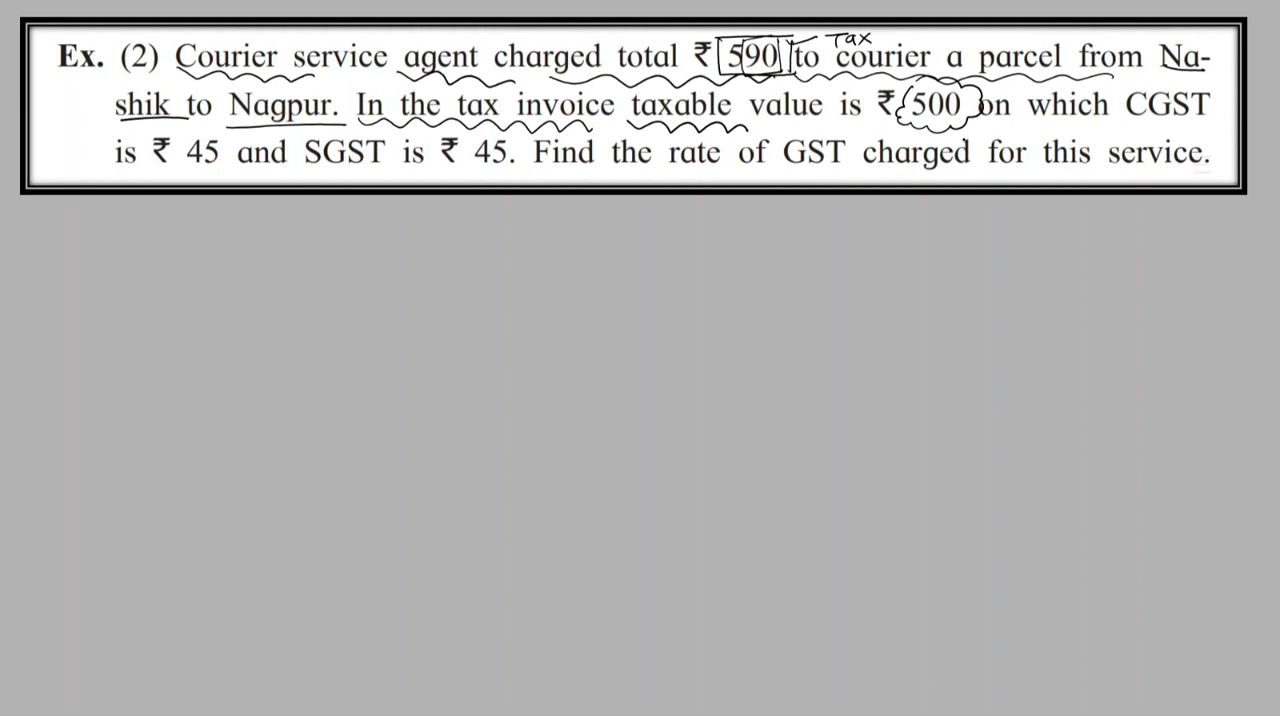 Tax
Ex. (2) Courier service agent charged total ₹ 590 to courier a parcel from Na-
shik to Nagpur. In the tax invoice taxable value is ₹ 500 on which CGST
is ₹ 45 and SGST is ₹ 45. Find the rate of GST charged for this service.